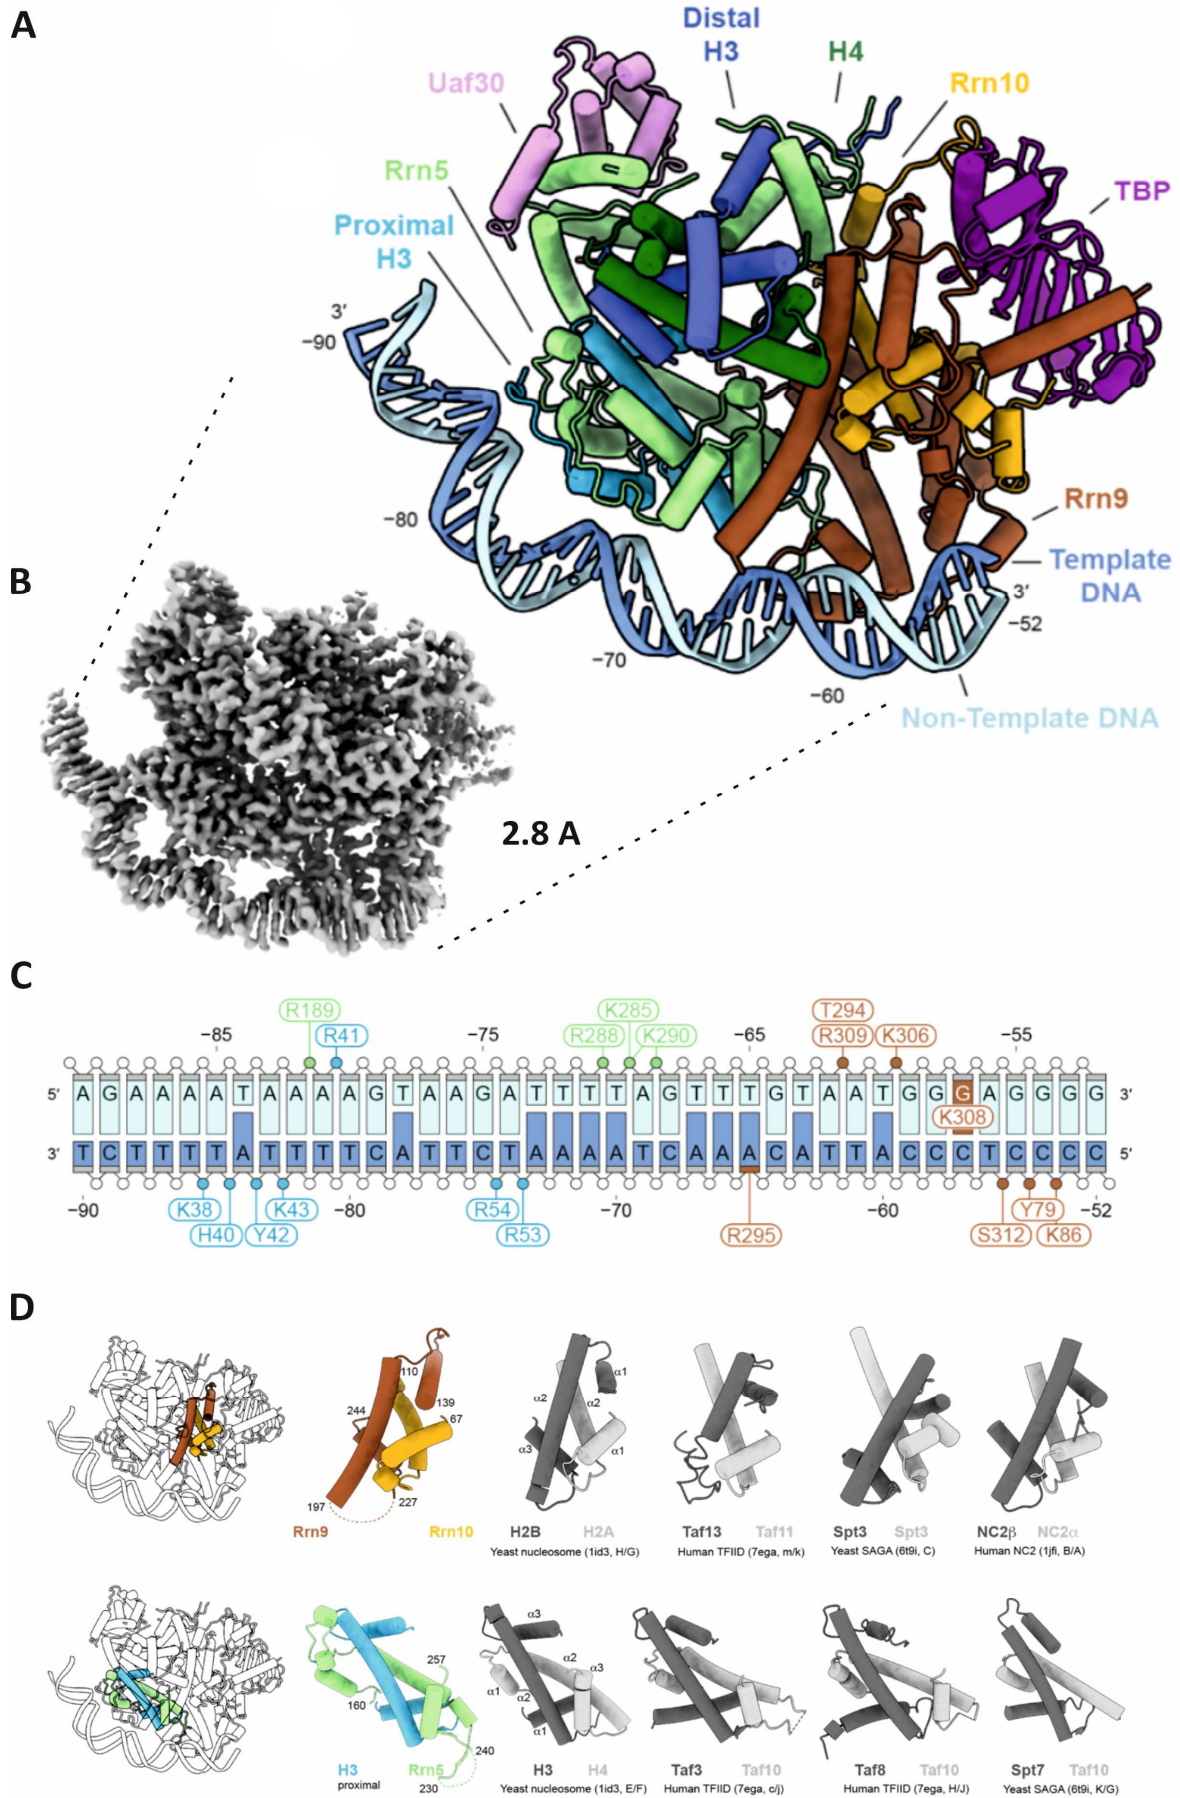 A
Distal
H3
H4
Uaf30
Rrn10
Rrn5
TBP
Proximal
H3
3′
−90
−80
Rrn9
Template
DNA
3′
−52
−70
−60
Non-Template DNA
B
2.8 A
C
R189
K285
T294
−85
R41
−75
R288
K290
−65
R309
K306
−55
5′ AGAAAATAAAAGTAAGATTTTAGTTTGTAATGGGAGGGG 3′
K308
3′ TCTTTTATTTTCATTCTAAAATCAAACATTACCCTCCCC 5′
−90
K38
K43
−80
R54
−70
−60
Y79
−52
H40
Y42
R53
R295
S312
K86
D
110
139
244
67
197
227
α1
α2
α2
α3
α1
Rrn9
Rrn10
H2B
H2A
Taf13
Taf11
Spt3
Spt3
NC2β
NC2α
Yeast nucleosome (1id3, H/G)
Human TFIID (7ega, m/k)
Yeast SAGA (6t9i, C)
Human NC2 (1jfi, B/A)
257
160
240
230
α3
α2
α3
α1
α2
α1
H3
proximal
Rrn5
H3
H4
Taf3
Taf10
Taf8
Taf10
Spt7
Taf10
Yeast nucleosome (1id3, E/F)
Human TFIID (7ega, c/j)
Human TFIID (7ega, H/J)
Yeast SAGA (6t9i, K/G)